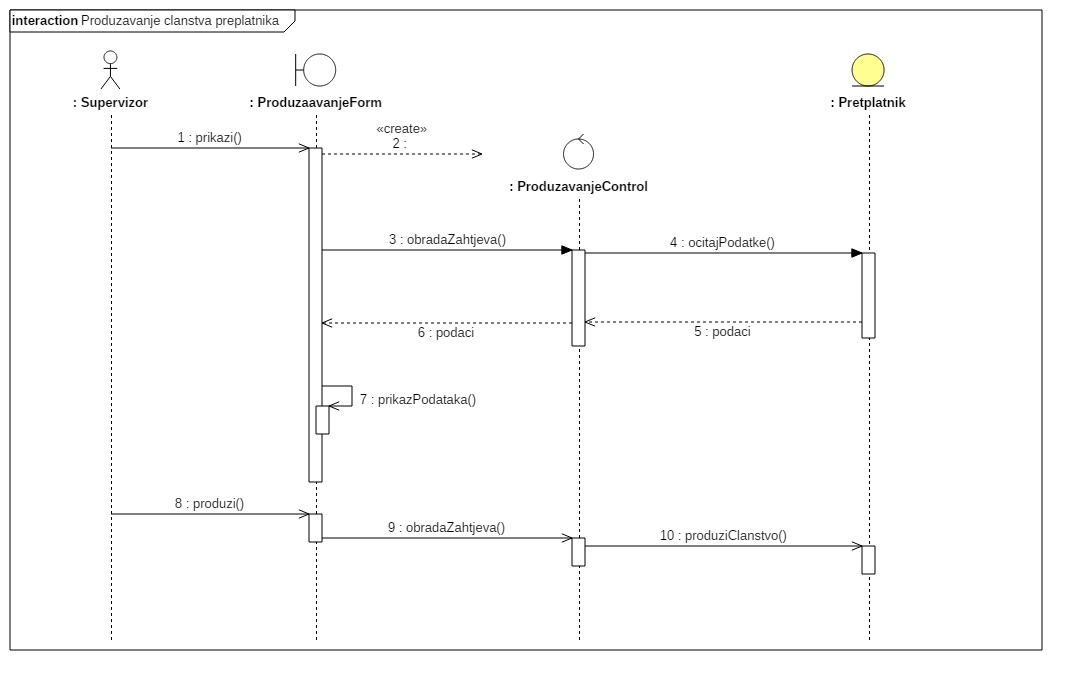 interaction Produzavanje clanstva preplatnika
: Supervizor
: ProduzaavanjeForm
: Pretplatnik
1 : prikazi()
«create»
2 :
: ProduzavanjeControl
3 : obradaZahtjeva()
4 : ocitajPodatke()
6 : podaci
5 : podaci
7 : prikazPodataka()
8 : produzi()
9 : obradaZahtjeva()
10 : produziClanstvo()